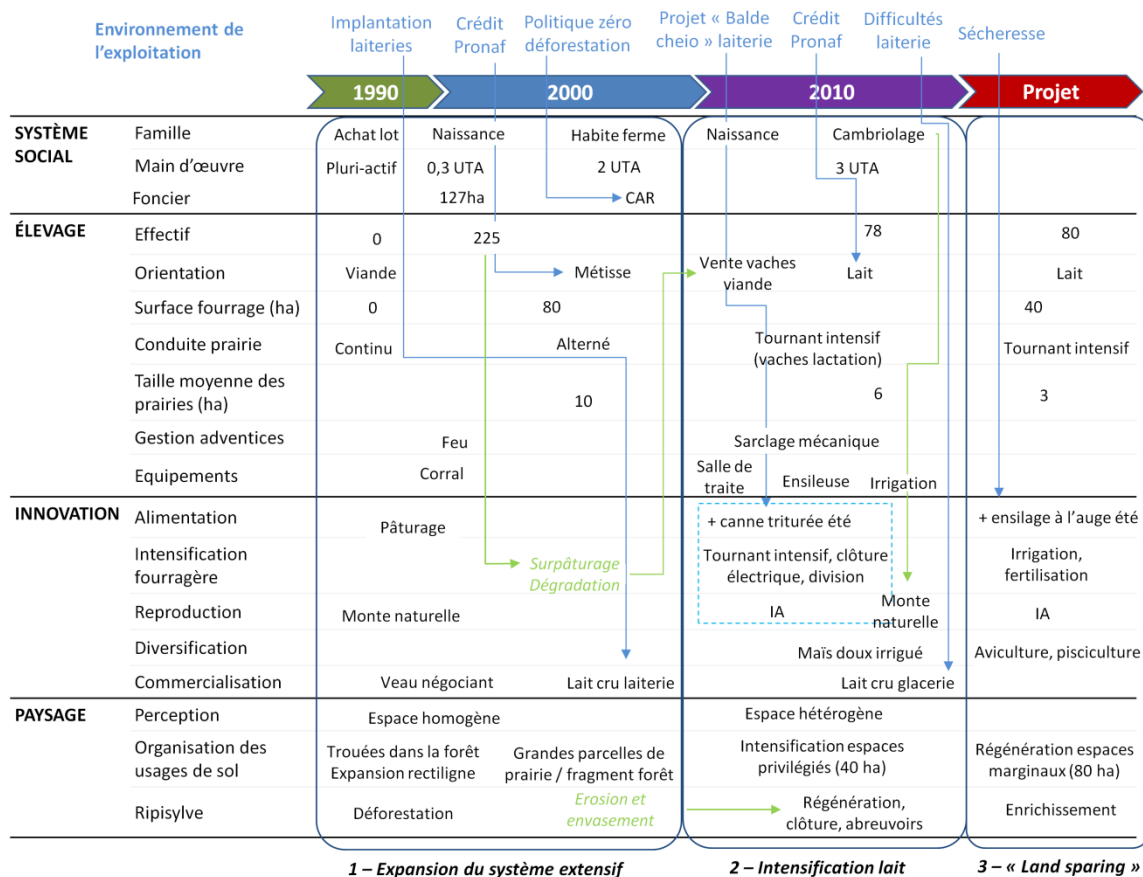 Environnement de
l’exploitation
Implantation
laiteries
Crédit
Pronaf
Politique zéro
déforestation
Projet « Balde
cheio » laiterie
Crédit
Pronaf
Difficultés
laiterie
Sécheresse
1990
2000
2010
Projet
SYSTÈME
SOCIAL
Famille
Achat lot
Naissance
Habite ferme
Naissance
Cambriolage
Main d’œuvre
Pluri-actif
0,3 UTA
2 UTA
3 UTA
Foncier
127ha
CAR
ÉLEVAGE
Effectif
0
225
78
80
Orientation
Viande
Métisse
Vente vaches
viande
Lait
Lait
Surface fourrage (ha)
0
80
40
Conduite prairie
Continu
Alterné
Tournant intensif
(vaches lactation)
Tournant intensif
Taille moyenne des
prairies (ha)
10
6
3
Gestion adventices
Feu
Sarclage mécanique
Equipements
Corral
Salle de
traite
Ensileuse
Irrigation
INNOVATION
Alimentation
Pâturage
+ canne triturée été
+ ensilage à l’auge été
Intensification
fourragère
Surpâturage
Dégradation
Tournant intensif, clôture
électrique, division
Irrigation,
fertilisation
Reproduction
Monte naturelle
IA
Monte
naturelle
IA
Diversification
Maïs doux irrigué
Aviculture, pisciculture
Commercialisation
Veau négociant
Lait cru laiterie
Lait cru glacerie
PAYSAGE
Perception
Espace homogène
Espace hétérogène
Organisation des
usages de sol
Trouées dans la forêt
Expansion rectiligne
Grandes parcelles de
prairie / fragment forêt
Intensification espaces
privilégiés (40 ha)
Régénération espaces
marginaux (80 ha)
Ripisylve
Déforestation
Erosion et
envasement
Régénération,
clôture, abreuvoirs
Enrichissement
1 – Expansion du système extensif
2 – Intensification lait
3 – « Land sparing »